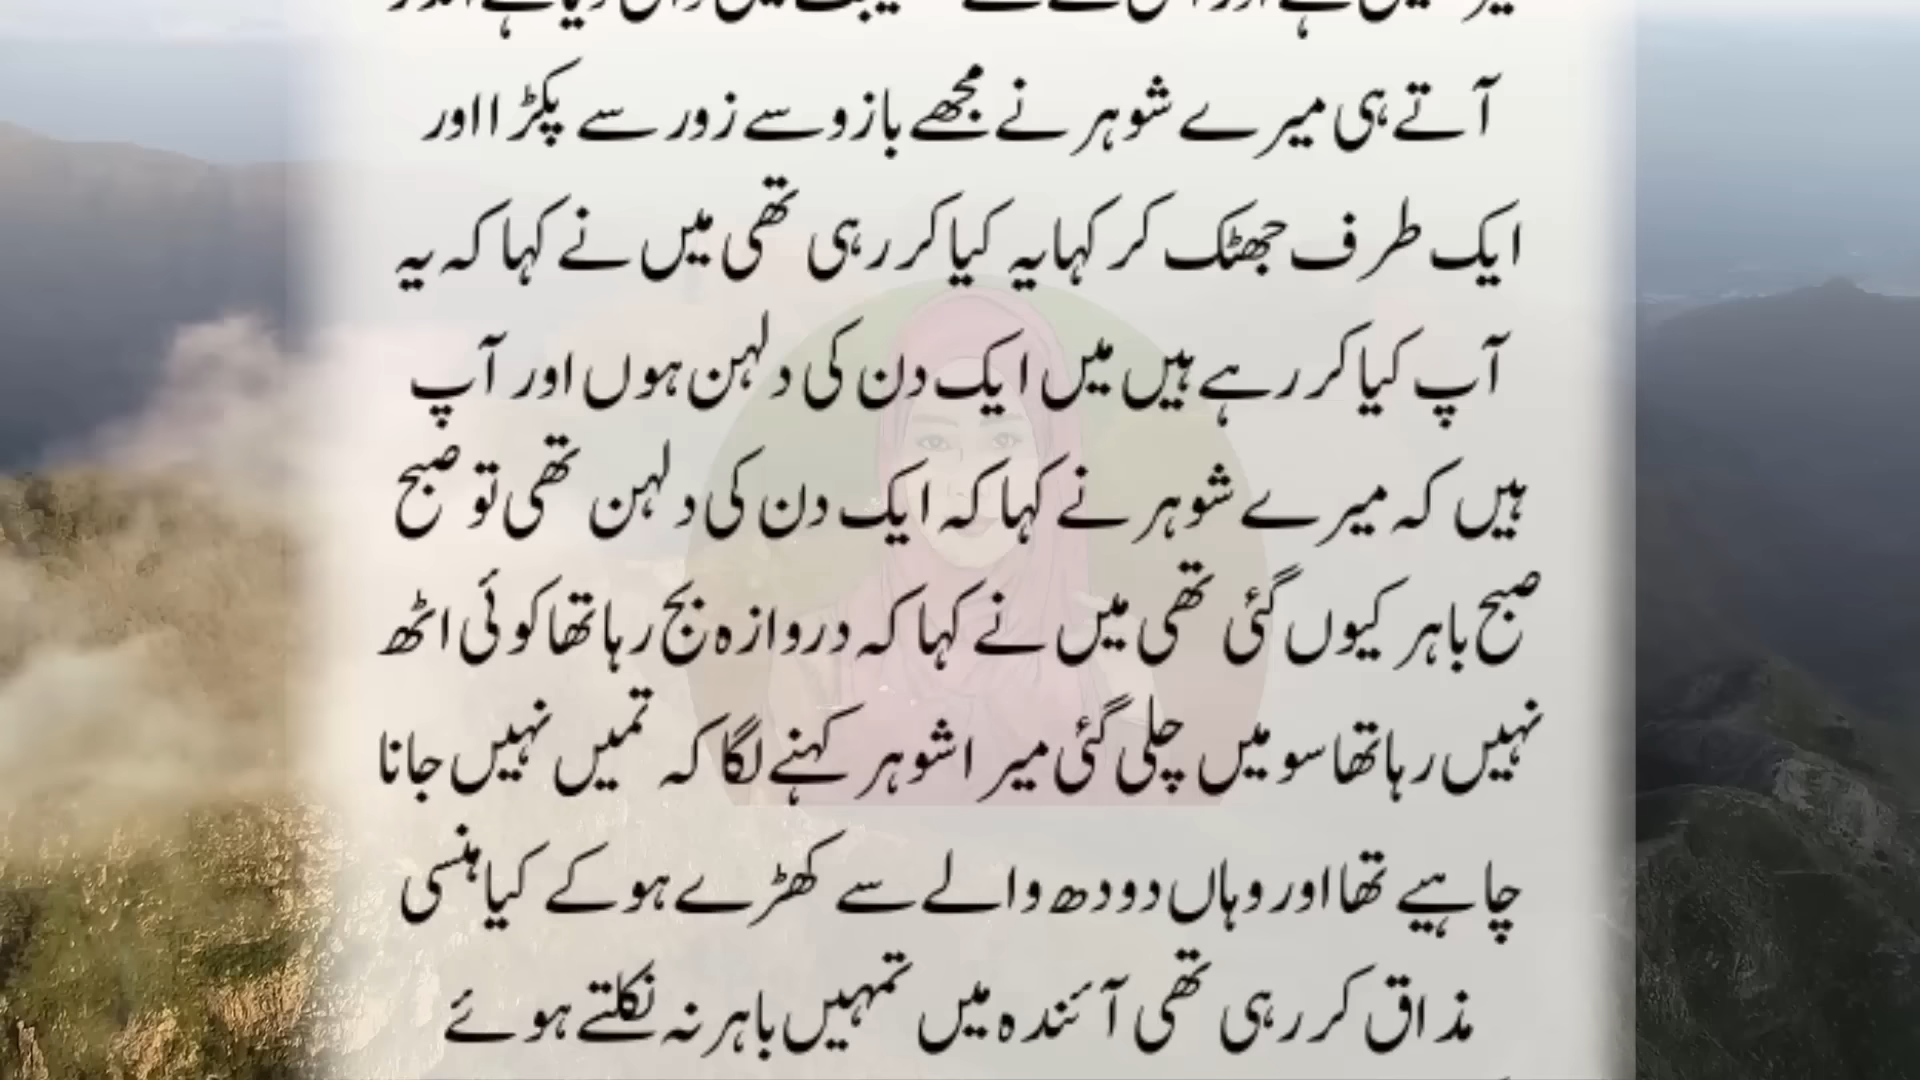 آتے ہی میرے شوہر نے مجھے بازو سے زور سے پکڑا اور
ایک طرف جھٹک کر کہا یہ کیا کر رہی تھی میں نے کہا کہ یہ
آپ کیا کر رہے ہیں میں ایک دن کی دلہن ہوں اور آپ
ہیں کہ میرے شوہر نے کہا کہ ایک دن کی دلہن تھی تو صبح
صبح باہر کیوں گئی تھی میں نے کہا کہ دروازہ بج رہا تھا کوئی اٹھ
نہیں رہا تھا سو میں چلی گئی میرا شوہر کہنے لگا کہ تمیں نہیں جانا
چاہیے تھا اور وہاں دودھ والے سے کھڑے ہو کے کیا ہنسی
مذاق کر رہی تھی آئندہ میں تمہیں باہر نہ نکلتے ہوئے